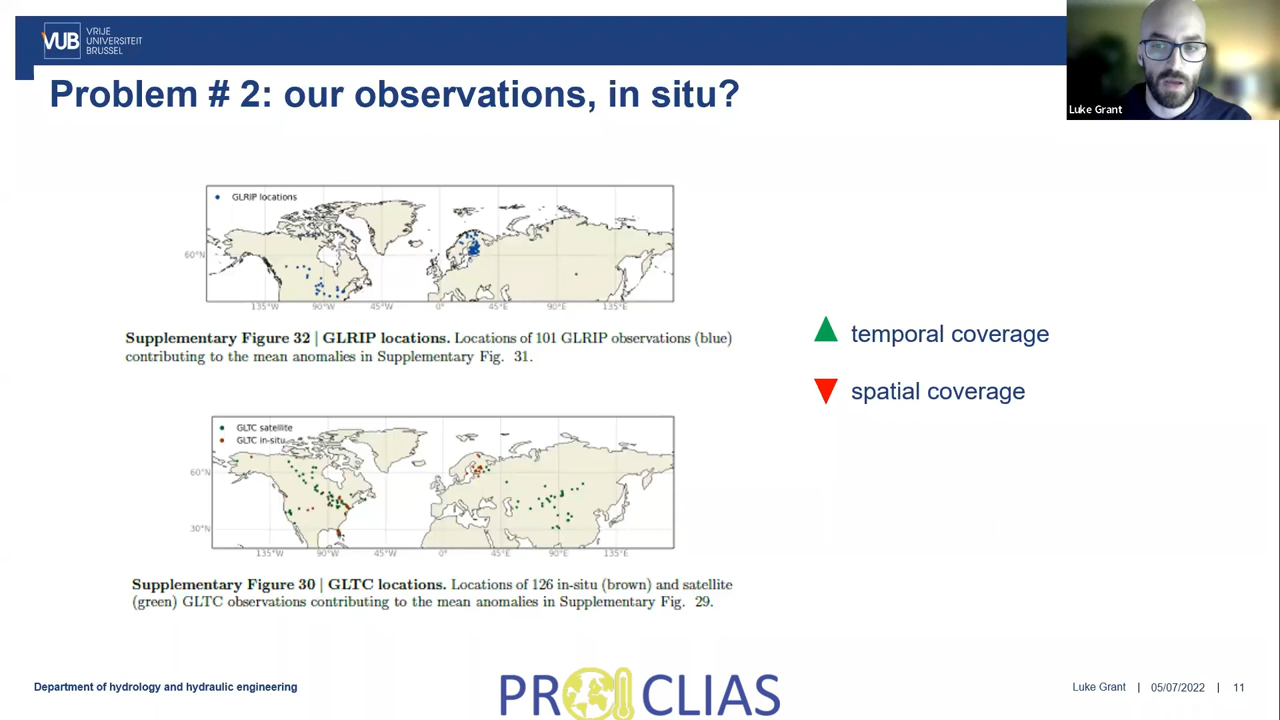 VUB
VRIJE
UNIVERSITEIT
BRUSSEL
Luke Grant
Problem # 2: our observations, in situ?
GLRIP locations
60°N
135°W 90°W 45°W 0° 45°E 90°E 135°E
Supplementary Figure 32 | GLRIP locations. Locations of 101 GLRIP observations (blue)
contributing to the mean anomalies in Supplementary Fig. 31.
temporal coverage
spatial coverage
GLTC satellite
GLTC in-situ
60°N
30°N
135°W 90°W 45°W 0° 45°E 90°E 135°E
Supplementary Figure 30 | GLTC locations. Locations of 126 in-situ (brown) and satellite
(green) GLTC observations contributing to the mean anomalies in Supplementary Fig. 29.
Department of hydrology and hydraulic engineering
PROCLIAS
Luke Grant | 05/07/2022 | 11